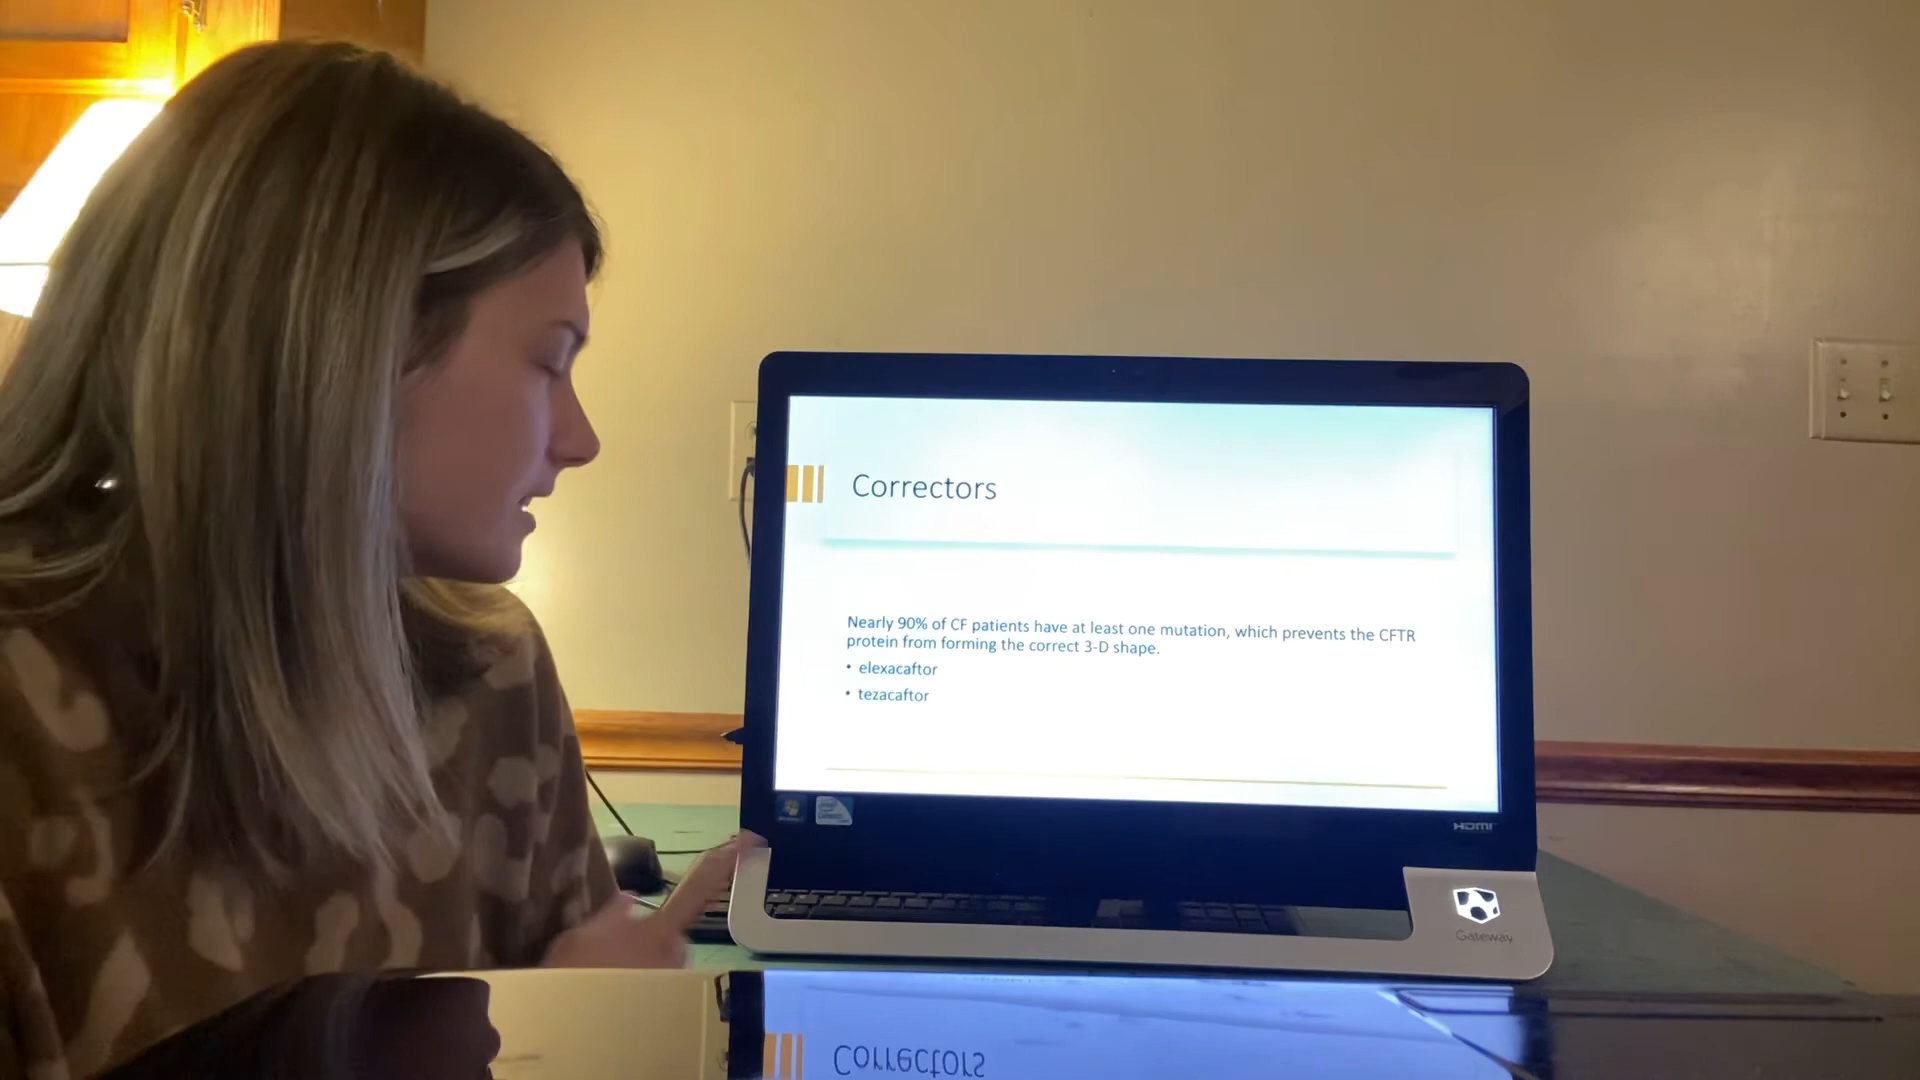 Correctors
Nearly 90% of CF patients have at least one mutation, which prevents the CFTR
protein from forming the correct 3-D shape.
• elexacaftor
• tezacaftor
HDMI
Gateway
Correctors